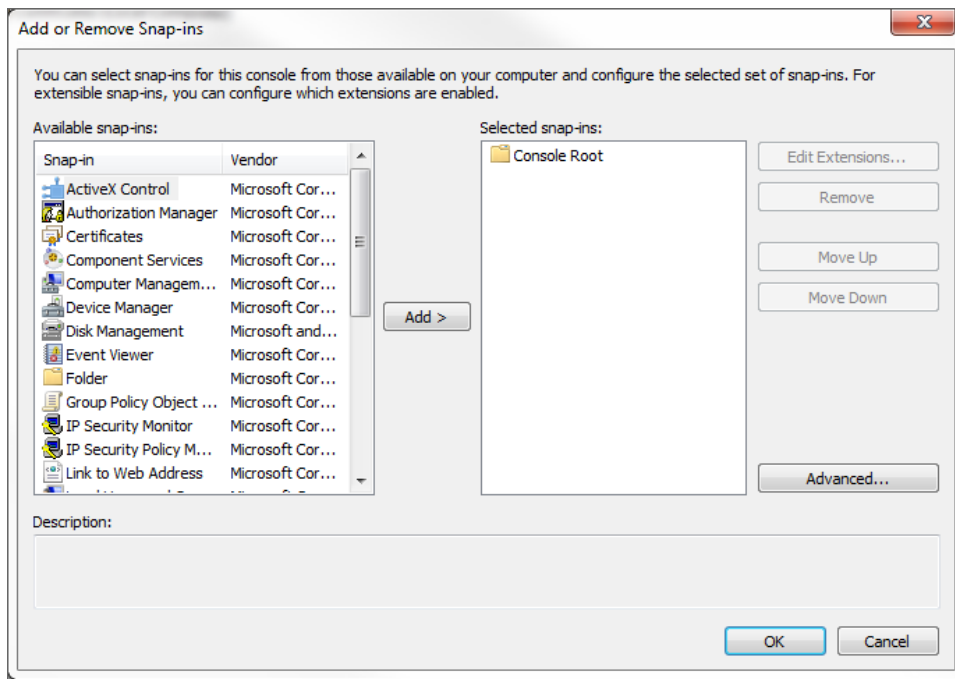 Add or Remove Snap-ins
You can select snap-ins for this console from those available on your computer and configure the selected set of snap-ins. For
extensible snap-ins, you can configure which extensions are enabled.
Available snap-ins:
Snap-in Vendor
ActiveX Control Microsoft Cor...
Authorization Manager Microsoft Cor...
Certificates Microsoft Cor...
Component Services Microsoft Cor...
Computer Managem... Microsoft Cor...
Device Manager Microsoft Cor...
Disk Management Microsoft and...
Event Viewer Microsoft Cor...
Folder Microsoft Cor...
Group Policy Object ... Microsoft Cor...
IP Security Monitor Microsoft Cor...
IP Security Policy M... Microsoft Cor...
Link to Web Address Microsoft Cor...
Add >
Selected snap-ins:
Console Root
Edit Extensions...
Remove
Move Up
Move Down
Advanced...
Description:
OK
Cancel